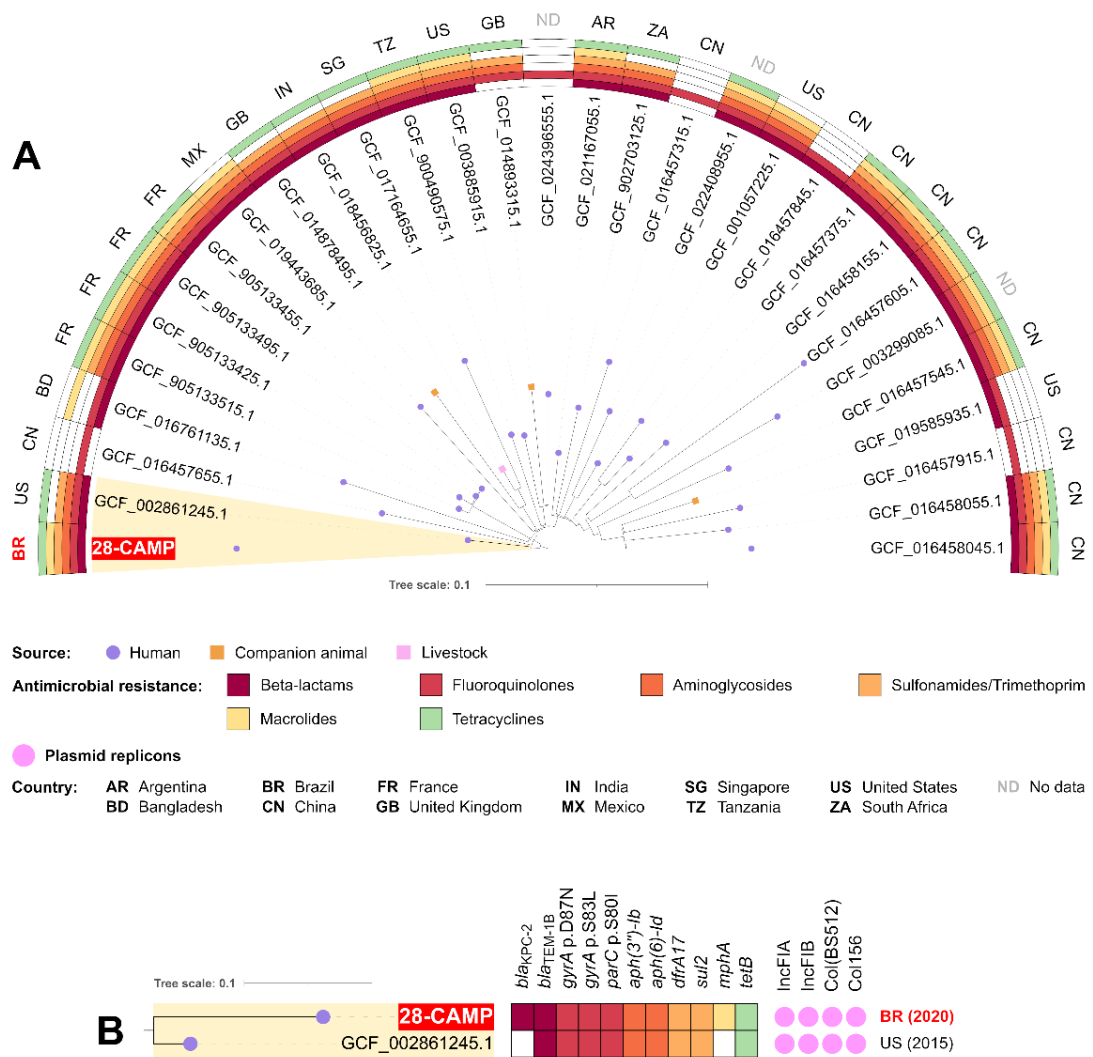 A
BR
US
CN
BD
FR
FR
FR
FR
MX
GB
IN
SG
TZ
US
GB
ND
AR
ZA
CN
ND
US
CN
CN
CN
CN
ND
CN
US
CN
CN
CN
28-CAMP
GCF_002861245.1
GCF_016457655.1
GCF_016761135.1
GCF_905133515.1
GCF_905133425.1
GCF_905133495.1
GCF_905133455.1
GCF_019443685.1
GCF_014878495.1
GCF_018456825.1
GCF_017164655.1
GCF_900490575.1
GCF_003885915.1
GCF_014893315.1
GCF_024396555.1
GCF_021167055.1
GCF_902703125.1
GCF_016457315.1
GCF_022408955.1
GCF_001057225.1
GCF_016457845.1
GCF_016457375.1
GCF_016458155.1
GCF_016457605.1
GCF_003299085.1
GCF_016457545.1
GCF_019585935.1
GCF_016457915.1
GCF_016458055.1
GCF_016458045.1
Tree scale: 0.1
Source: Human Companion animal Livestock
Antimicrobial resistance: Beta-lactams Fluoroquinolones Aminoglycosides Sulfonamides/Trimethoprim
Macrolides Tetracyclines
Plasmid replicons
Country: AR Argentina BR Brazil FR France IN India SG Singapore US United States ND No data
BD Bangladesh CN China GB United Kingdom MX Mexico TZ Tanzania ZA South Africa
B
blaKPC-2
blaTEM-1B
gyrA p.D87N
gyrA p.S83L
parC p.S80I
aph(3")-Ib
aph(6)-Id
dfrA17
sul2
mphA
tetB
IncFIA
IncFIB
Col(BS512)
Col156
Tree scale: 0.1
28-CAMP BR (2020)
GCF_002861245.1 US (2015)